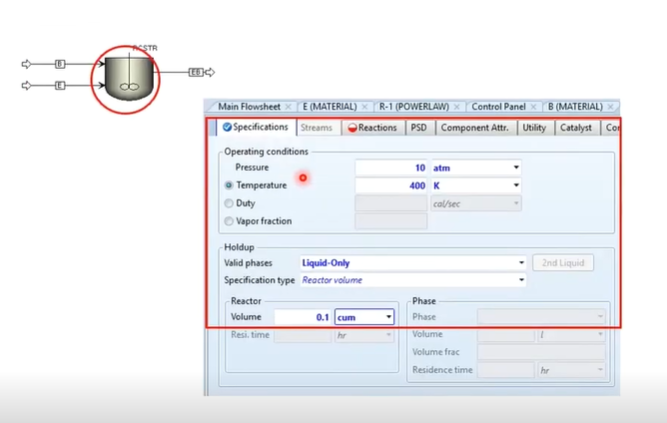 RCSTR
B
E
EB
Main Flowsheet
E (MATERIAL)
R-1 (POWERLAW)
Control Panel
B (MATERIAL)
Specifications
Streams
Reactions
PSD
Component Attr.
Utility
Catalyst
Operating conditions
Pressure 10 atm
Temperature 400 K
Duty cal/sec
Vapor fraction
Holdup
Valid phases Liquid-Only 2nd Liquid
Specification type Reactor volume
Reactor
Volume 0.1 cum
Resi. time hr
Phase
Phase
Volume l
Volume frac
Residence time hr